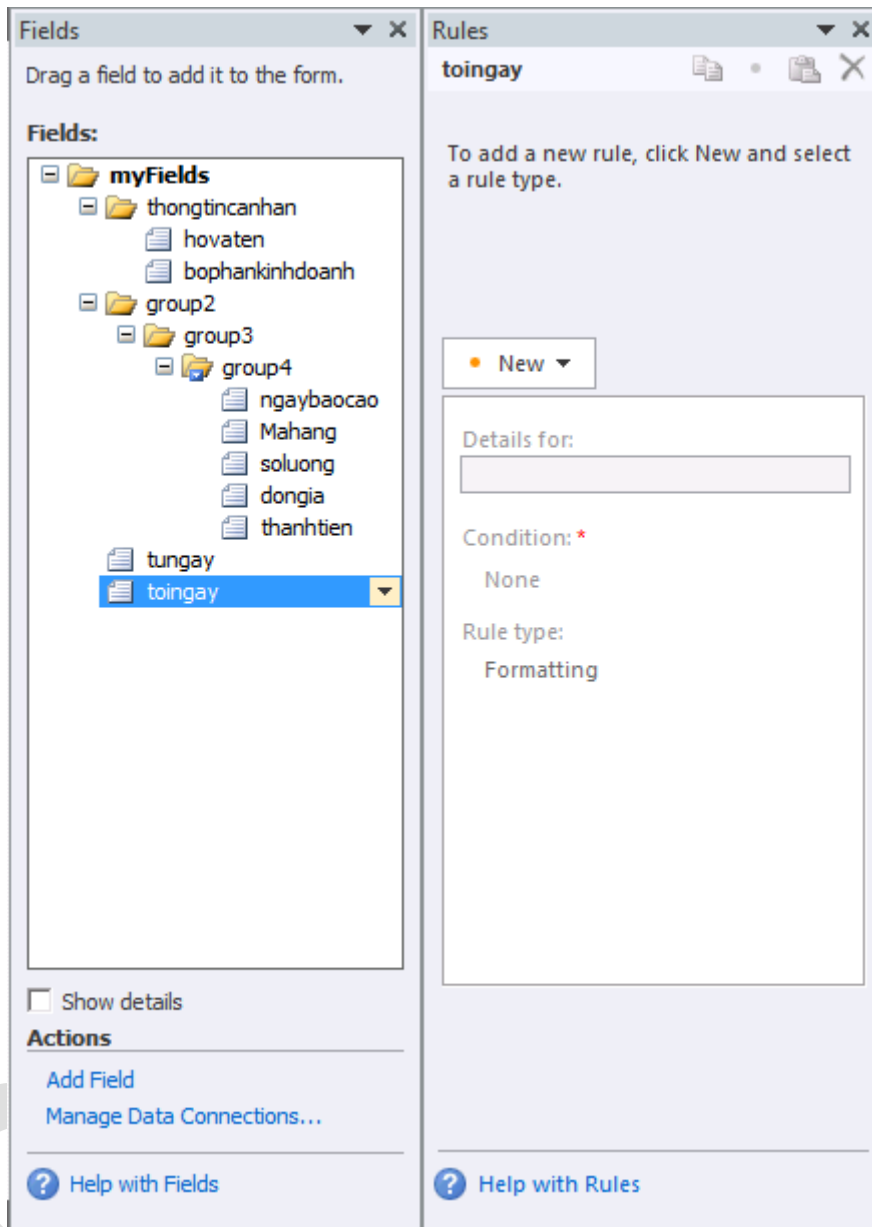 Fields
Drag a field to add it to the form.
Fields:
myFields
thongtincanhan
hovaten
bophankinhdoanh
group2
group3
group4
ngaybaocao
Mahang
soluong
dongia
thanhtien
tungay
toingay
Show details
Actions
Add Field
Manage Data Connections...
Help with Fields
Rules
toingay
To add a new rule, click New and select
a rule type.
New
Details for:
Condition: *
None
Rule type:
Formatting
Help with Rules